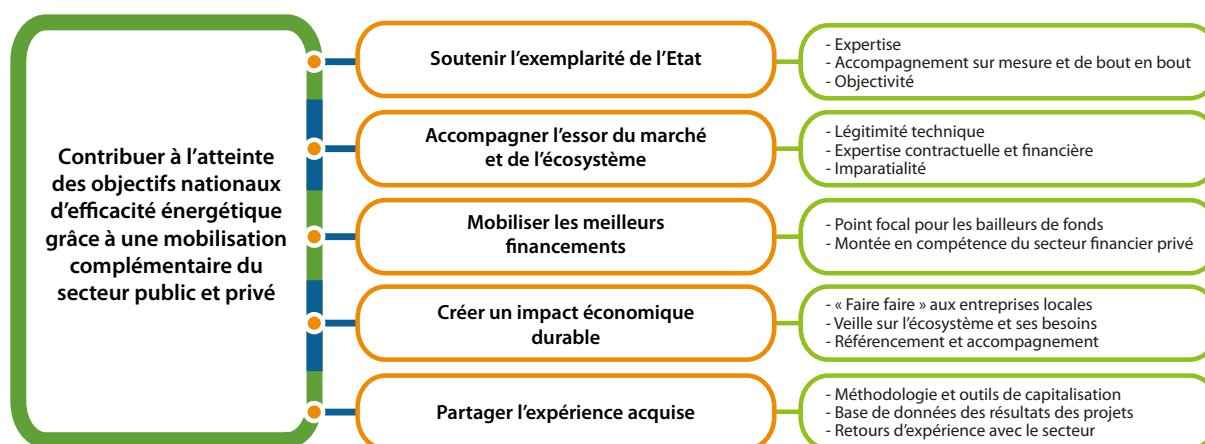 Contribuer à l’atteinte
des objectifs nationaux
d’efficacité énergétique
grâce à une mobilisation
complémentaire du
secteur public et privé
Soutenir l’exemplarité de l’Etat
- Expertise
- Accompagnement sur mesure et de bout en bout
- Objectivité
Accompagner l’essor du marché
et de l’écosystème
- Légitimité technique
- Expertise contractuelle et financière
- Imparatialité
Mobiliser les meilleurs
financements
- Point focal pour les bailleurs de fonds
- Montée en compétence du secteur financier privé
Créer un impact économique
durable
- « Faire faire » aux entreprises locales
- Veille sur l’écosystème et ses besoins
- Référencement et accompagnement
Partager l’expérience acquise
- Méthodologie et outils de capitalisation
- Base de données des résultats des projets
- Retours d’expérience avec le secteur